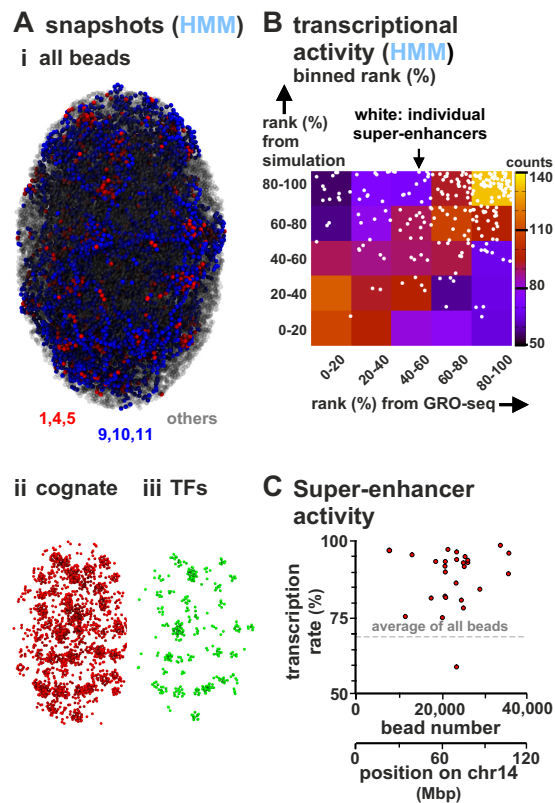 A snapshots (HMM)
i all beads
1,4,5
9,10,11
others
ii cognate
iii TFs
B transcriptional
activity (HMM)
binned rank (%)
rank (%)
from
simulation
white: individual
super-enhancers
counts
80-100
60-80
40-60
20-40
0-20
0-20
20-40
40-60
60-80
80-100
rank (%) from GRO-seq
140
110
80
50
C Super-enhancer
activity
transcription
rate (%)
100
75
50
average of all beads
0
20,000
40,000
bead number
0
60
120
position on chr14
(Mbp)